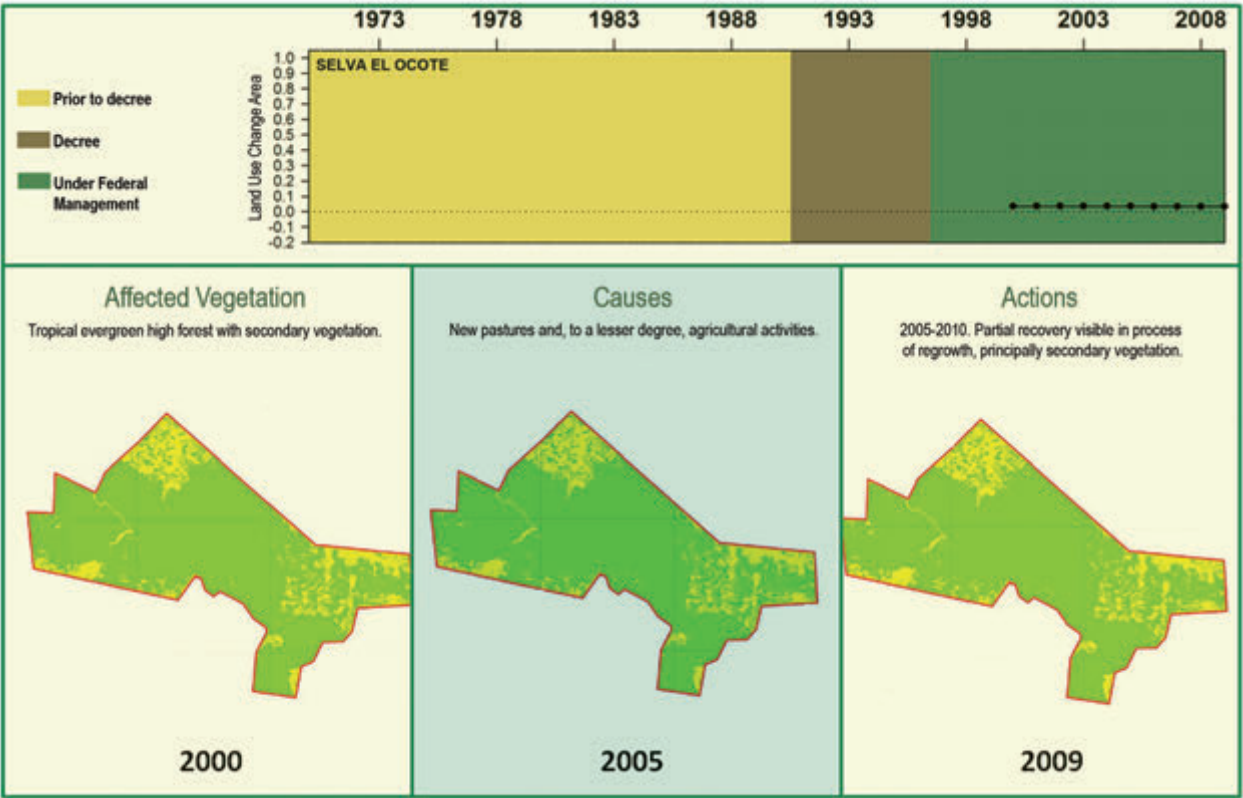 1973 1978 1983 1988 1993 1998 2003 2008
SELVA EL OCOTE
Land Use Change Area
1.0
0.9
0.8
0.7
0.6
0.5
0.4
0.3
0.2
0.1
0.0
-0.1
-0.2
Prior to decree
Decree
Under Federal
Management
Affected Vegetation
Tropical evergreen high forest with secondary vegetation.
2000
Causes
New pastures and, to a lesser degree, agricultural activities.
2005
Actions
2005-2010. Partial recovery visible in process
of regrowth, principally secondary vegetation.
2009